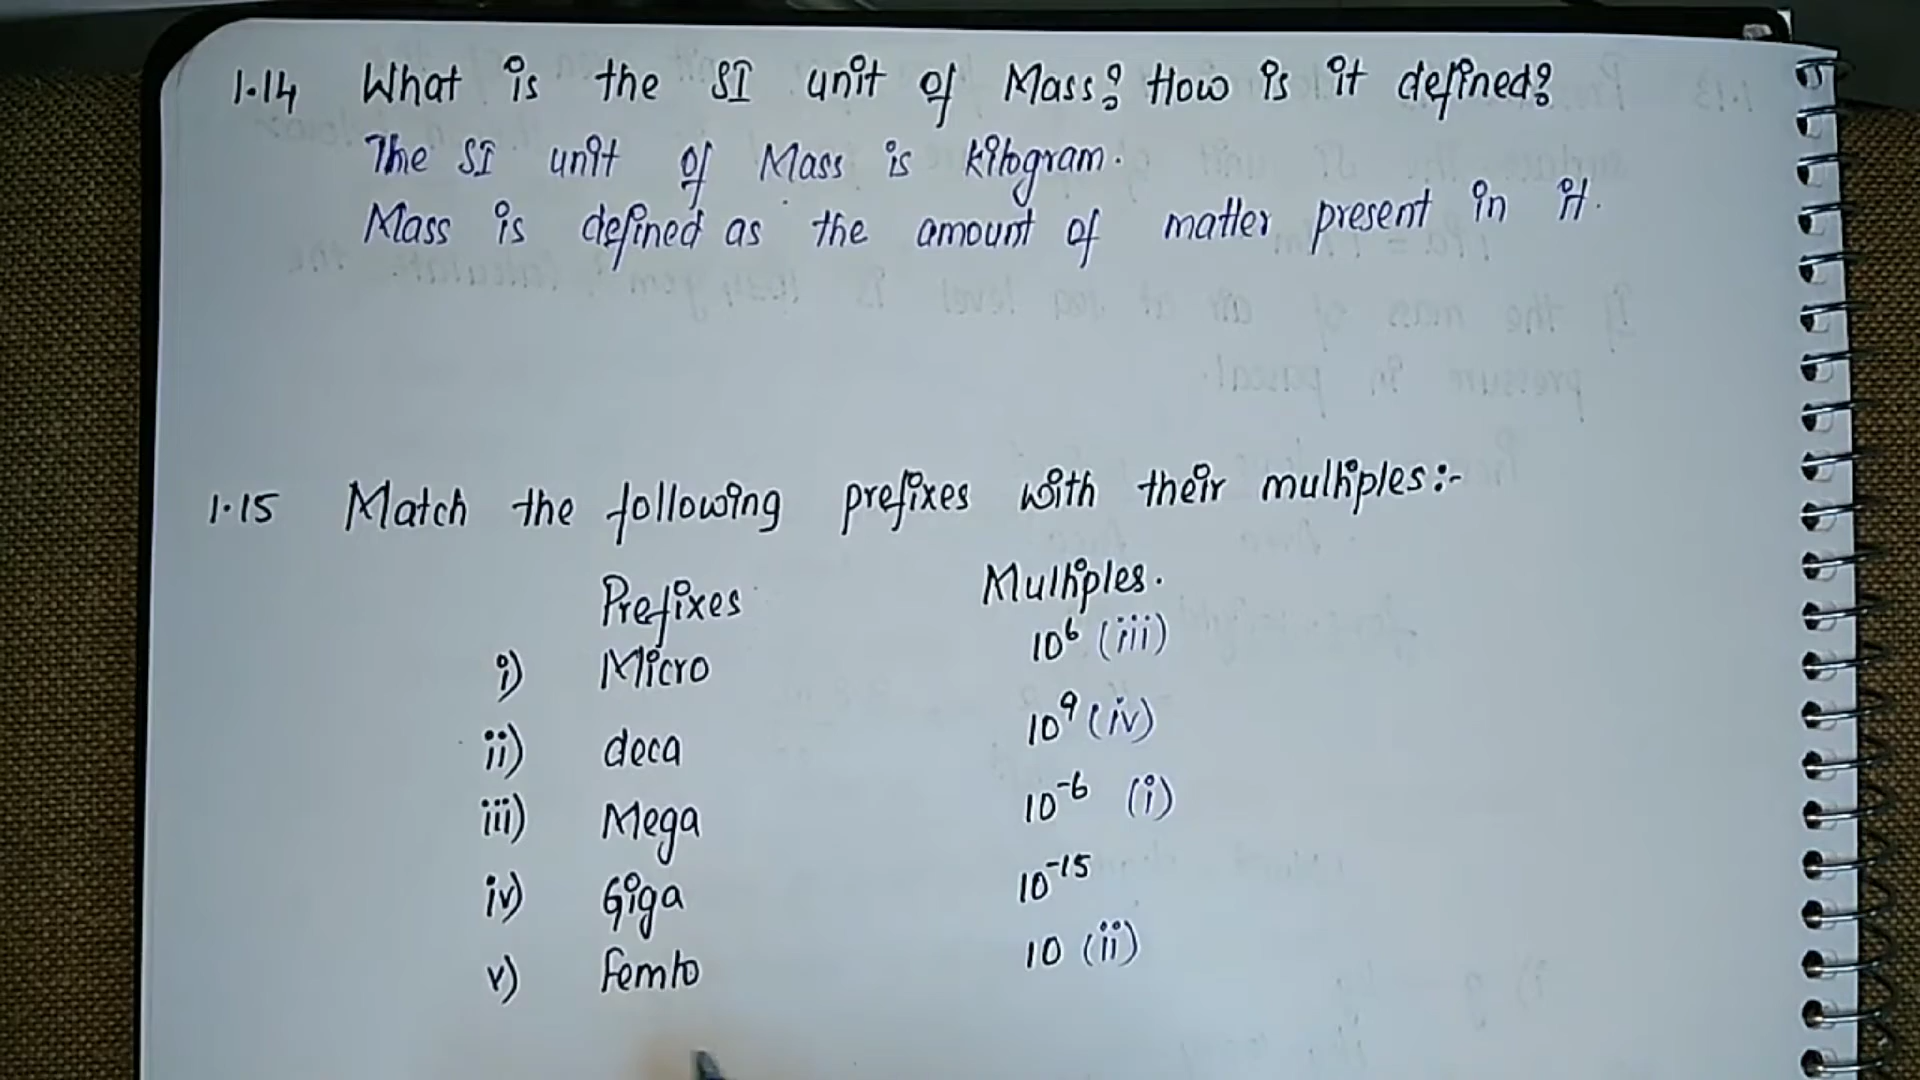 1.14 What is the SI unit of Mass? How is it defined?
The SI unit of Mass is kilogram.
Mass is defined as the amount of matter present in it.
1.15 Match the following prefixes with their multiples:-
Prefixes Multiples.
i) Micro 10⁶ (iii)
ii) deca 10⁹ (iv)
iii) Mega 10⁻⁶ (i)
iv) Giga 10⁻¹⁵
v) Femto 10 (ii)